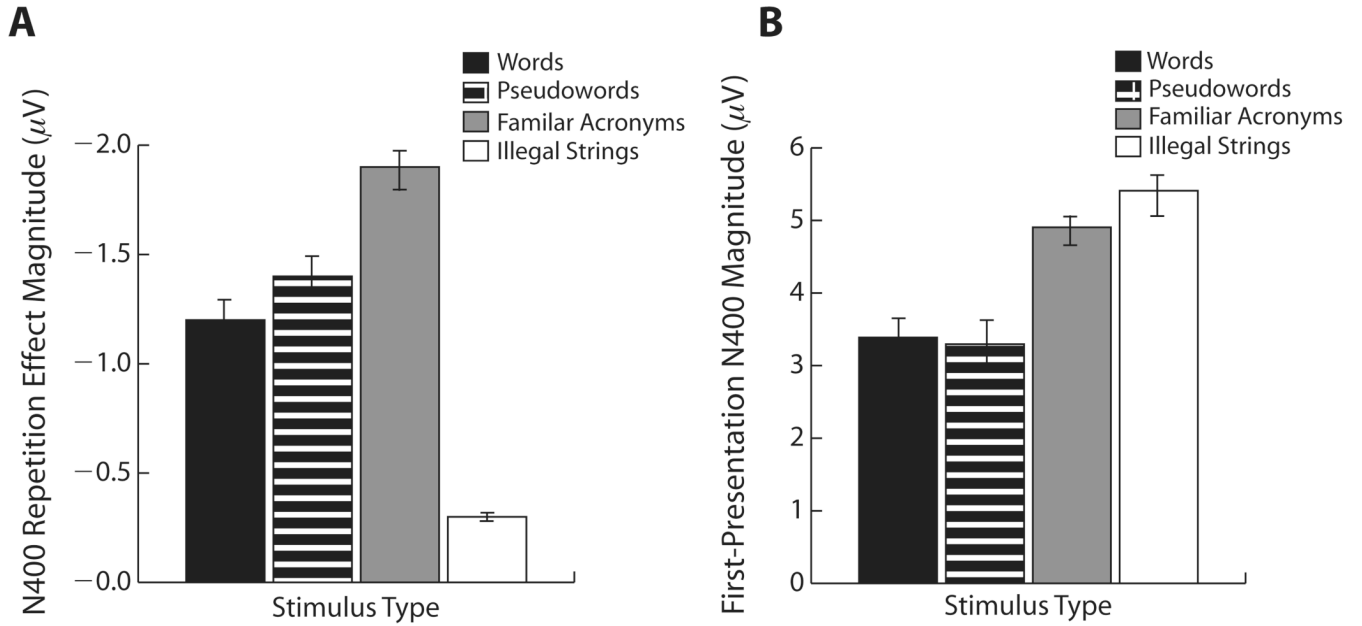 A
N400 Repetition Effect Magnitude (μV)
Words
Pseudowords
Familar Acronyms
Illegal Strings
−2.0
−1.5
−1.0
−0.5
−0.0
Stimulus Type
B
First-Presentation N400 Magnitude (μV)
Words
Pseudowords
Familiar Acronyms
Illegal Strings
6
5
4
3
2
1
0
Stimulus Type